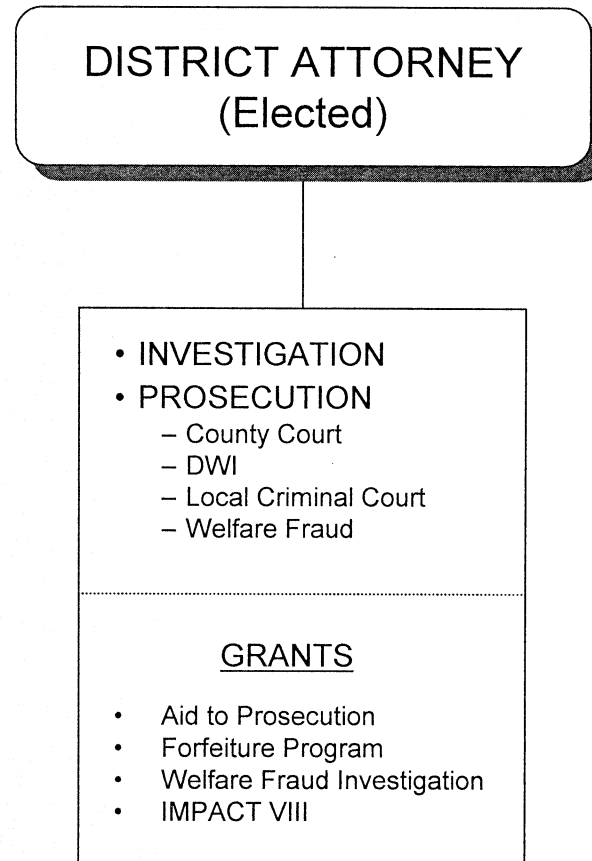 DISTRICT ATTORNEY
(Elected)
• INVESTIGATION
• PROSECUTION
– County Court
– DWI
– Local Criminal Court
– Welfare Fraud
GRANTS
• Aid to Prosecution
• Forfeiture Program
• Welfare Fraud Investigation
• IMPACT VIII